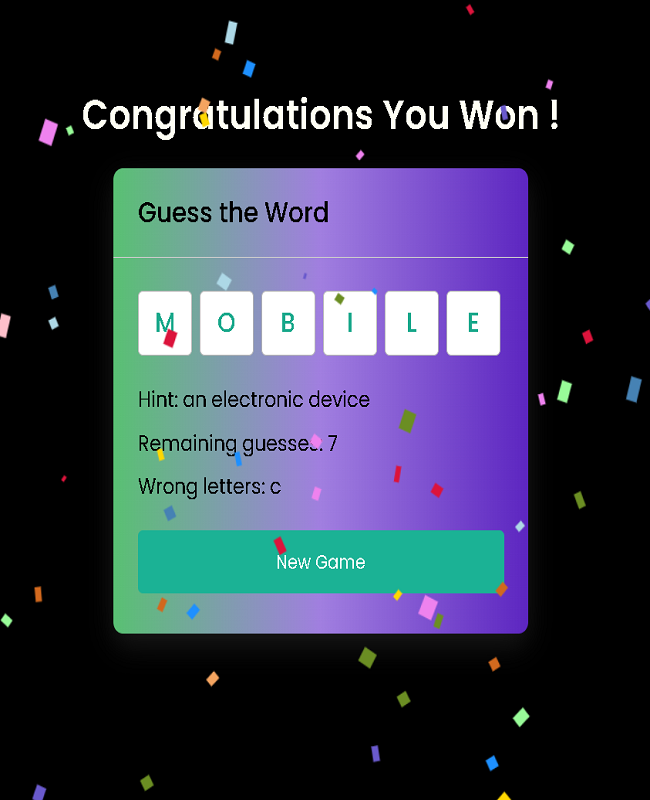 Congratulations You Won !
Guess the Word
M O B I L E
Hint: an electronic device
Remaining guesses: 7
Wrong letters: c
New Game